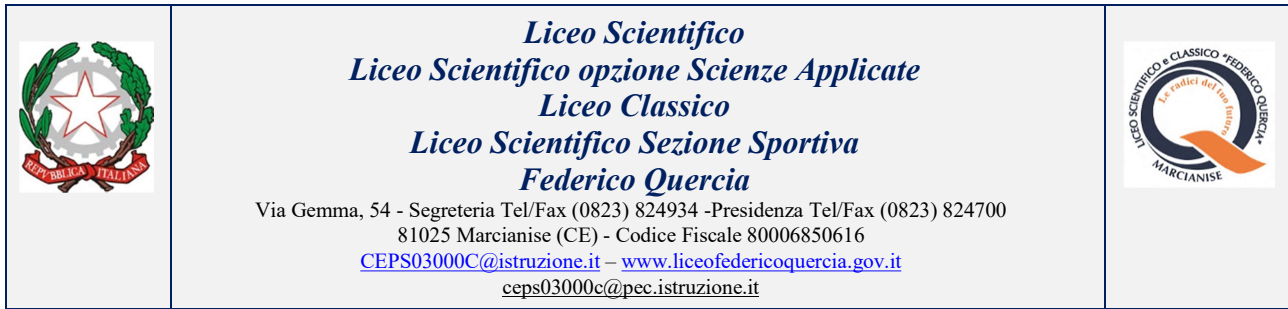 REPVBBLICA ITALIANA
Liceo Scientifico
Liceo Scientifico opzione Scienze Applicate
Liceo Classico
Liceo Scientifico Sezione Sportiva
Federico Quercia
Via Gemma, 54 - Segreteria Tel/Fax (0823) 824934 -Presidenza Tel/Fax (0823) 824700
81025 Marcianise (CE) - Codice Fiscale 80006850616
CEPS03000C@istruzione.it – www.liceofedericoquercia.gov.it
ceps03000c@pec.istruzione.it
LICEO SCIENTIFICO e CLASSICO "FEDERICO QUERCIA"
Le radici del tuo futuro
MARCIANISE